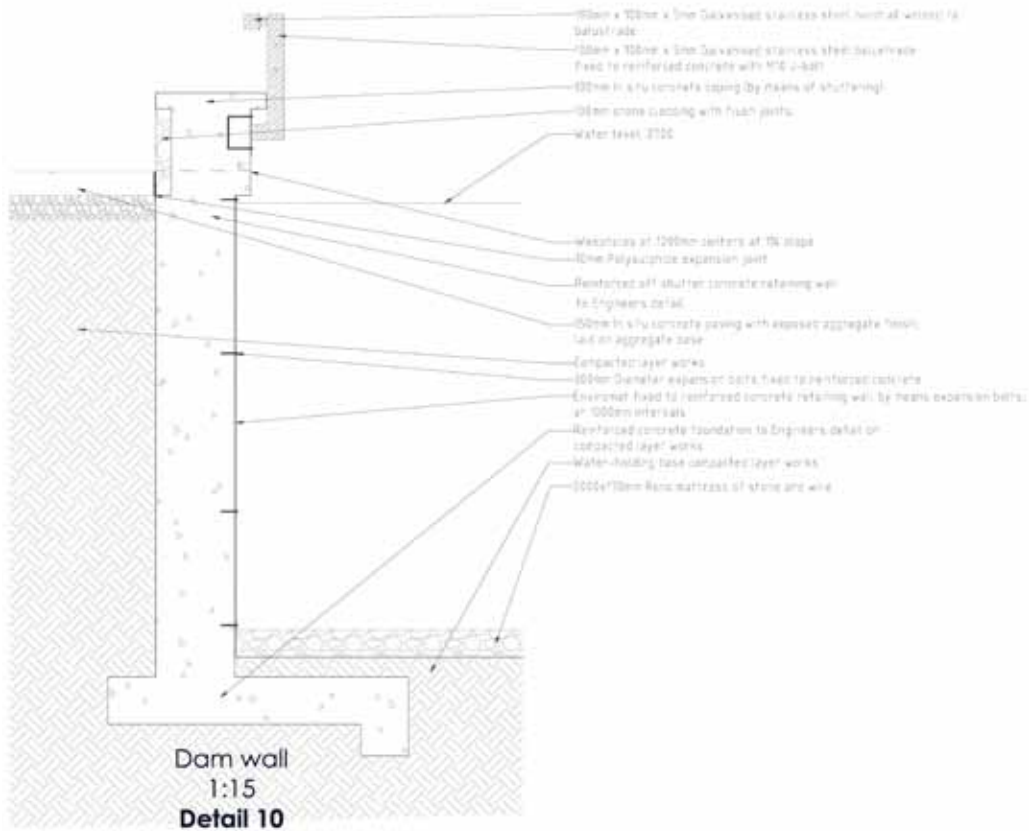 x 100mm x 5mm Galvanised stainless steel
balustrade
100mm x 100mm x 5mm Galvanised stainless steel balustrade
fixed to reinforced concrete with M10 J-bolt
100mm In situ concrete coping (by means of shuttering)
100mm stone cladding with flush joints
Water level
Weepholes at 1200mm centers at 1% slope
10mm Polysulphide expansion joint
Reinforced off shutter concrete retaining wall
to Engineers detail
150mm In situ concrete paving with exposed aggregate finish,
laid on aggregate base
Compacted layer works
Diameter expansion bolts fixed to reinforced concrete
Enviromat fixed to reinforced concrete retaining wall by means expansion bolts,
at 1000mm intervals
Reinforced concrete foundation to Engineers detail on
compacted layer works
Water-holding base compacted layer works
Reno mattress of stone and wire
Dam wall
1:15
Detail 10